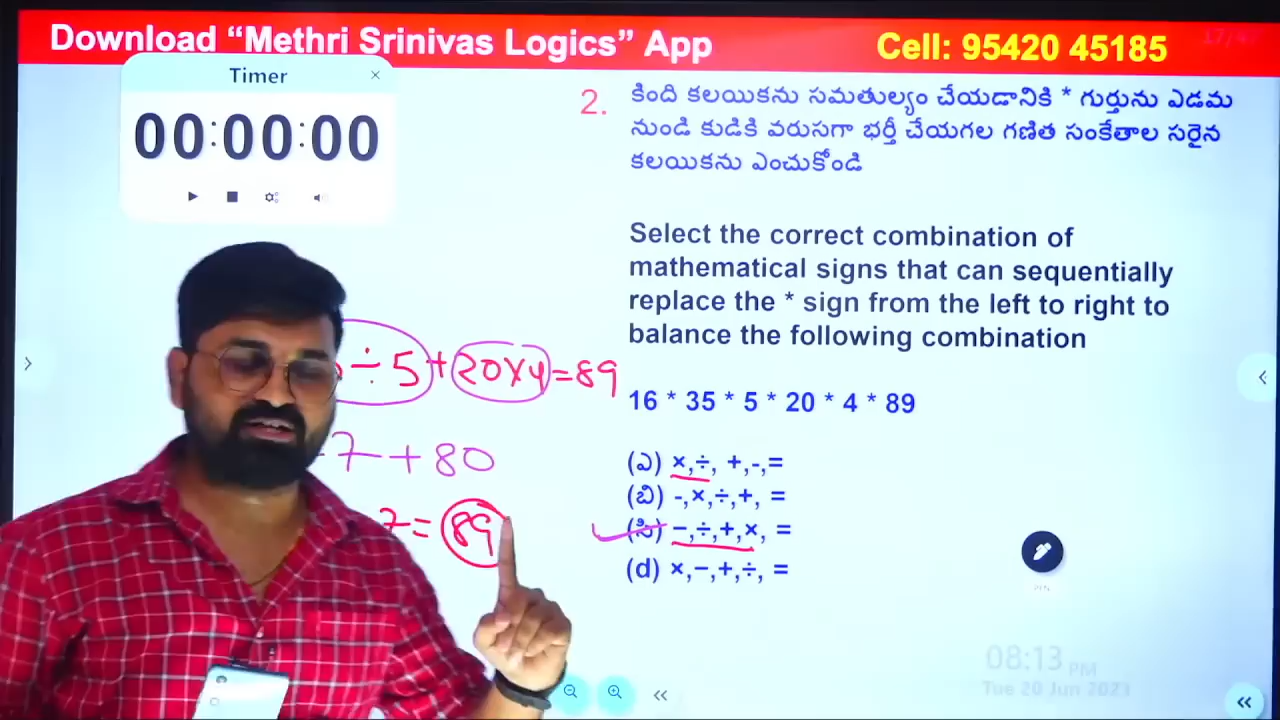 Download “Methri Srinivas Logics” App
Cell: 95420 45185
Timer
00:00:00
2. కింది కలయికను సమతుల్యం చేయడానికి * గుర్తును ఎడమ
నుండి కుడికి వరుసగా భర్తీ చేయగల గణిత సంకేతాల సరైన
కలయికను ఎంచుకోండి
Select the correct combination of
mathematical signs that can sequentially
replace the * sign from the left to right to
balance the following combination
16 * 35 * 5 * 20 * 4 * 89
(ఎ) ×,÷, +,-,=
(బి) -,×,÷,+, =
(సి) −,÷,+,×, =
(d) ×,−,+,÷, =
÷ 5 + 20 × 4 = 89
7 + 80
7 = 89
PEN
08:13 PM
Tue 20 Jun 2023